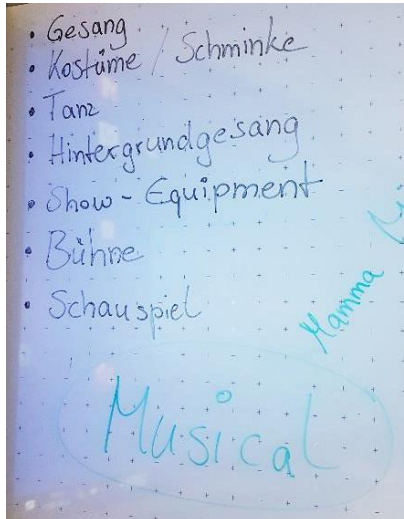 • Gesang
• Kostüme / Schminke
• Tanz
• Hintergrundgesang
• Show - Equipment
• Bühne
• Schauspiel
Mamma
Musical